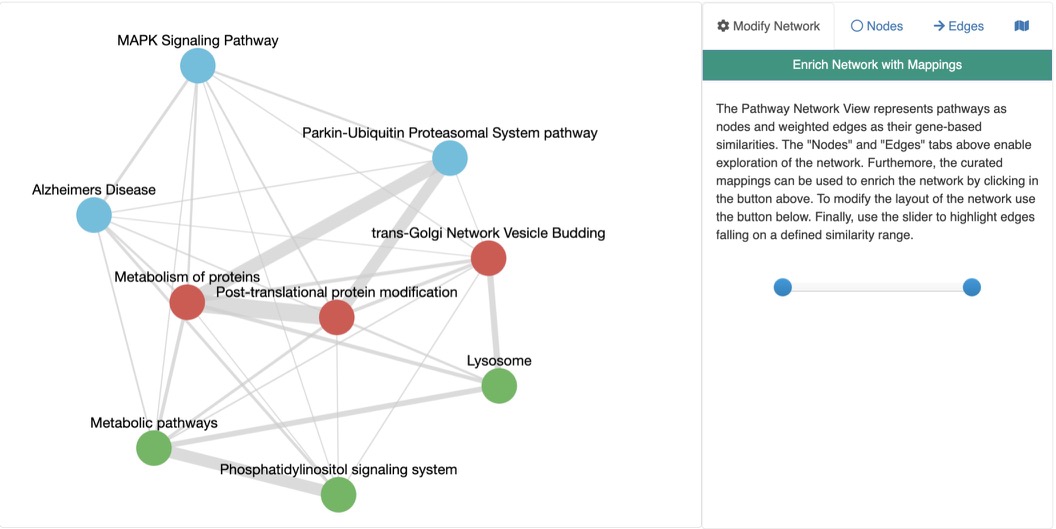 MAPK Signaling Pathway
Parkin-Ubiquitin Proteasomal System pathway
Alzheimers Disease
trans-Golgi Network Vesicle Budding
Metabolism of proteins
Post-translational protein modification
Lysosome
Metabolic pathways
Phosphatidylinositol signaling system
Modify Network
Nodes
Edges
Enrich Network with Mappings
The Pathway Network View represents pathways as
nodes and weighted edges as their gene-based
similarities. The "Nodes" and "Edges" tabs above enable
exploration of the network. Furthemore, the curated
mappings can be used to enrich the network by clicking in
the button above. To modify the layout of the network use
the button below. Finally, use the slider to highlight edges
falling on a defined similarity range.